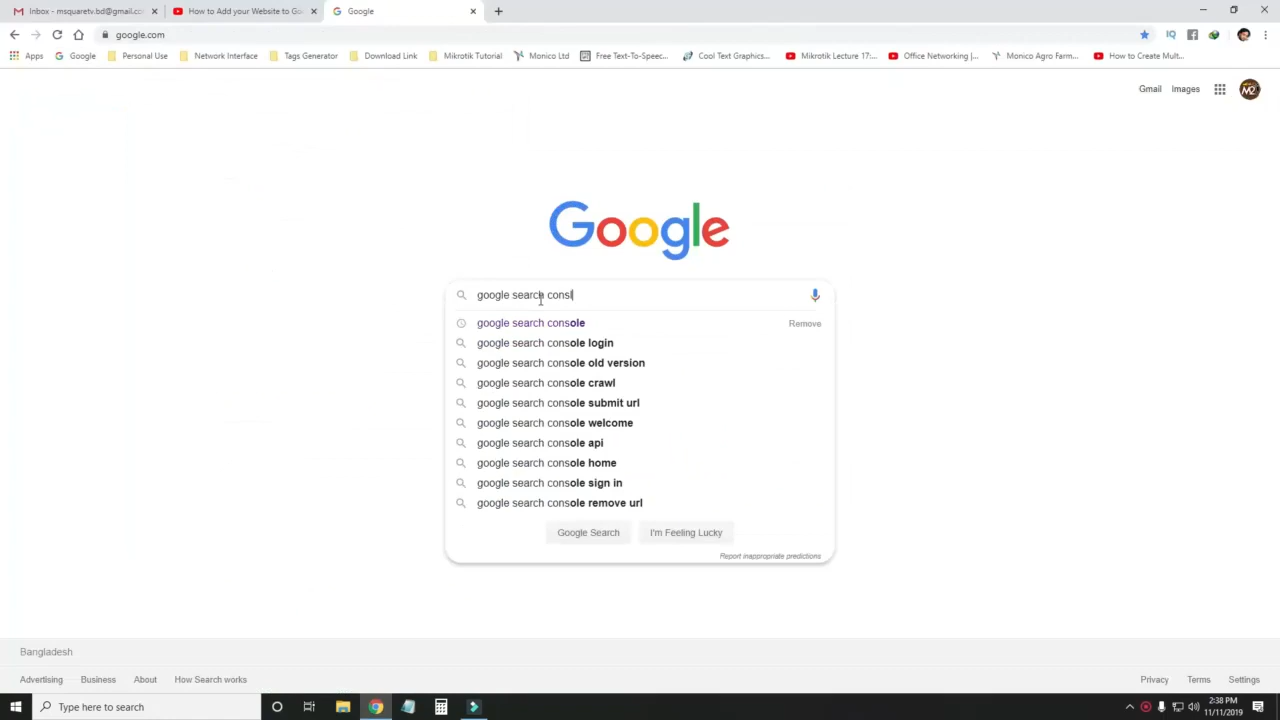 Inbox - msquaretv.bd@gmail.co
How to Add your Website to Go
Google
google.com
Apps
Google
Personal Use
Network Interface
Tags Generator
Download Link
Mikrotik Tutorial
Monico Ltd
Free Text-To-Speec...
Cool Text Graphics...
Mikrotik Lecture 17:...
Office Networking |...
Monico Agro Farm...
How to Create Mult...
Gmail
Images
Google
google search consl
google search console
Remove
google search console login
google search console old version
google search console crawl
google search console submit url
google search console welcome
google search console api
google search console home
google search console sign in
google search console remove url
Google Search
I'm Feeling Lucky
Report inappropriate predictions
Bangladesh
Advertising
Business
About
How Search works
Privacy
Terms
Settings
Type here to search
2:38 PM
11/11/2019